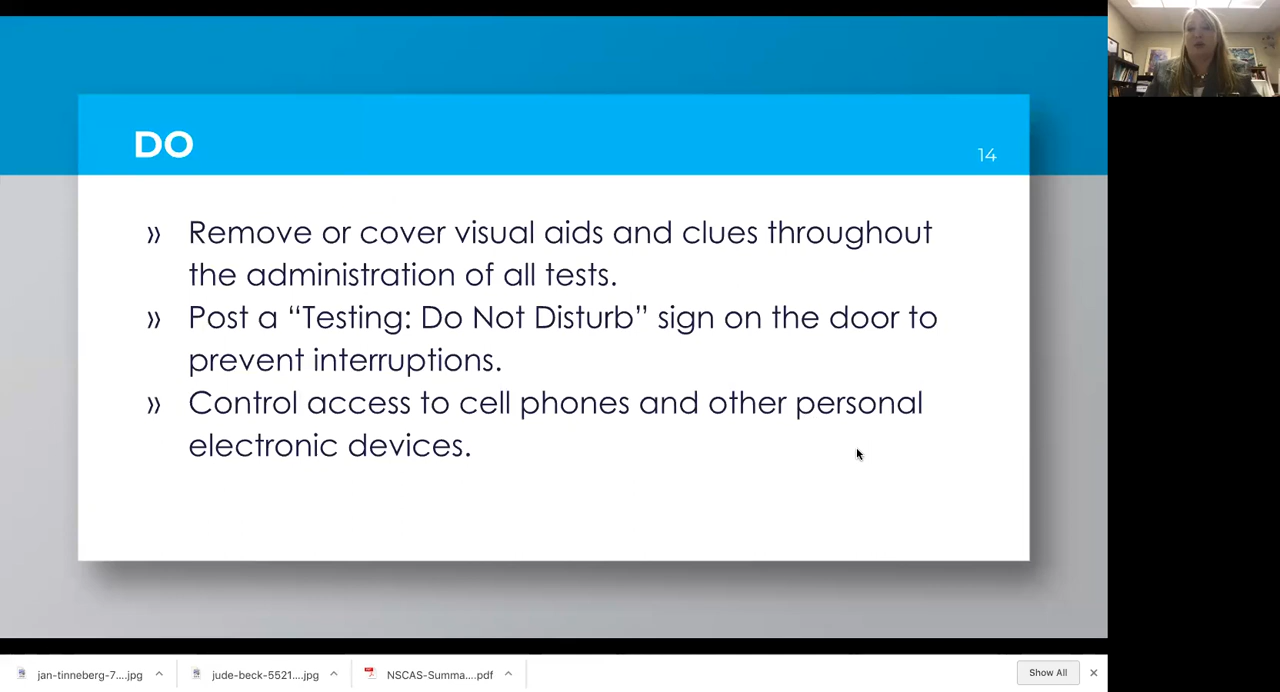 DO
14
» Remove or cover visual aids and clues throughout
the administration of all tests.
» Post a “Testing: Do Not Disturb” sign on the door to
prevent interruptions.
» Control access to cell phones and other personal
electronic devices.
jan-tinneberg-7....jpg
jude-beck-5521....jpg
NSCAS-Summa....pdf
Show All